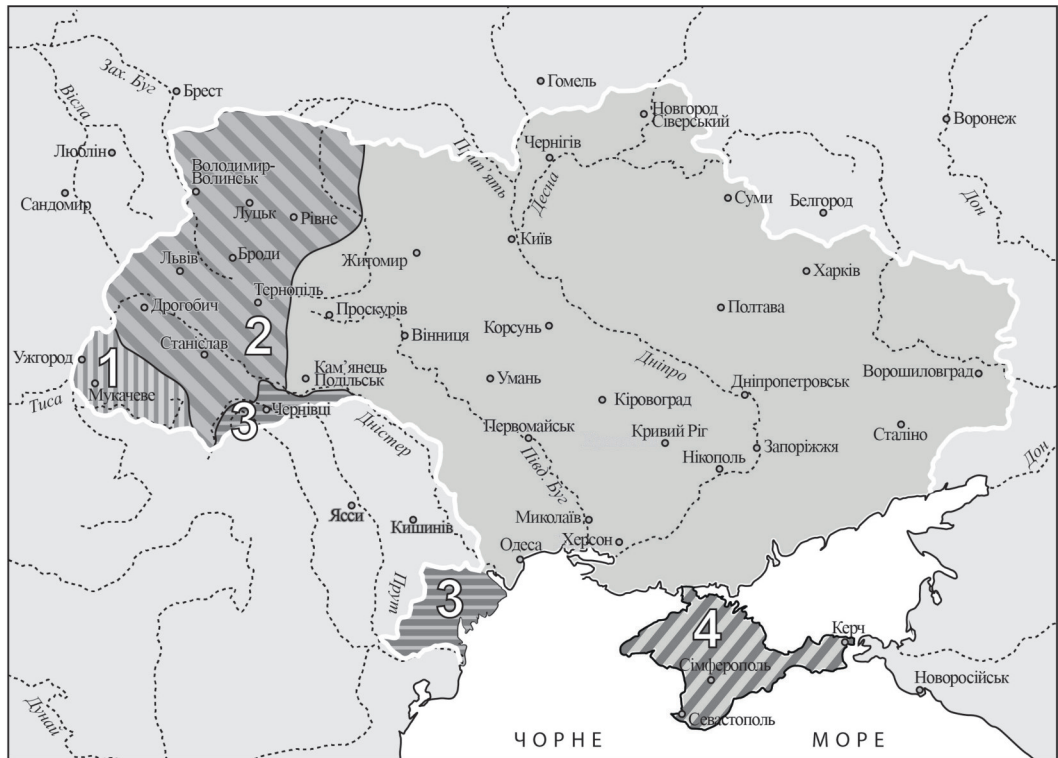 Гомель
Зах. Буг
Брест
Новгород
Сіверський
Вісла
Воронеж
Чернігів
Прип'ять
Люблін
Володимир-
Волинськ
Десна
Дон
Сандомир
Луцьк
Рівне
Суми
Белгород
Київ
Львів
Броди
Житомир
Харків
Дрогобич
Тернопіль
Проскурів
Корсунь
Полтава
2
Вінниця
Станіслав
Ужгород
1
Кам'янець
Подільськ
Умань
Дніпро
Дніпропетровськ
Ворошиловград
Мукачеве
Тиса
3
Чернівці
Кіровоград
Дністер
Первомайськ
Кривий Ріг
Запоріжжя
Сталіно
Нікополь
Півд. Буг
Дон
Ясси
Кишинів
Миколаїв
Одеса
Херсон
Прут
3
4
Керч
Сімферополь
Новоросійськ
Дунай
Севастополь
ЧОРНЕ МОРЕ